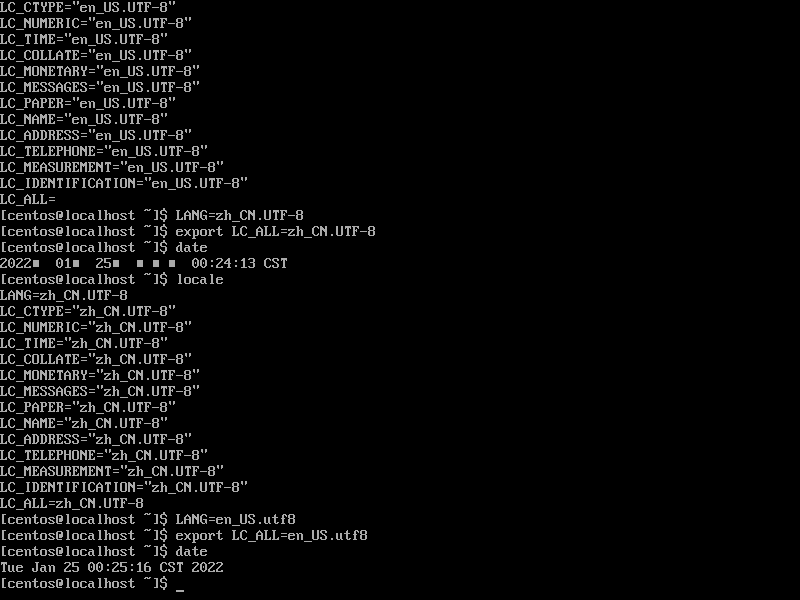 LC_CTYPE="en_US.UTF-8"
LC_NUMERIC="en_US.UTF-8"
LC_TIME="en_US.UTF-8"
LC_COLLATE="en_US.UTF-8"
LC_MONETARY="en_US.UTF-8"
LC_MESSAGES="en_US.UTF-8"
LC_PAPER="en_US.UTF-8"
LC_NAME="en_US.UTF-8"
LC_ADDRESS="en_US.UTF-8"
LC_TELEPHONE="en_US.UTF-8"
LC_MEASUREMENT="en_US.UTF-8"
LC_IDENTIFICATION="en_US.UTF-8"
LC_ALL=
[centos@localhost ~]$ LANG=zh_CN.UTF-8
[centos@localhost ~]$ export LC_ALL=zh_CN.UTF-8
[centos@localhost ~]$ date
2022■ 01■ 25■ ■ ■ ■ 00:24:13 CST
[centos@localhost ~]$ locale
LANG=zh_CN.UTF-8
LC_CTYPE="zh_CN.UTF-8"
LC_NUMERIC="zh_CN.UTF-8"
LC_TIME="zh_CN.UTF-8"
LC_COLLATE="zh_CN.UTF-8"
LC_MONETARY="zh_CN.UTF-8"
LC_MESSAGES="zh_CN.UTF-8"
LC_PAPER="zh_CN.UTF-8"
LC_NAME="zh_CN.UTF-8"
LC_ADDRESS="zh_CN.UTF-8"
LC_TELEPHONE="zh_CN.UTF-8"
LC_MEASUREMENT="zh_CN.UTF-8"
LC_IDENTIFICATION="zh_CN.UTF-8"
LC_ALL=zh_CN.UTF-8
[centos@localhost ~]$ LANG=en_US.utf8
[centos@localhost ~]$ export LC_ALL=en_US.utf8
[centos@localhost ~]$ date
Tue Jan 25 00:25:16 CST 2022
[centos@localhost ~]$ _